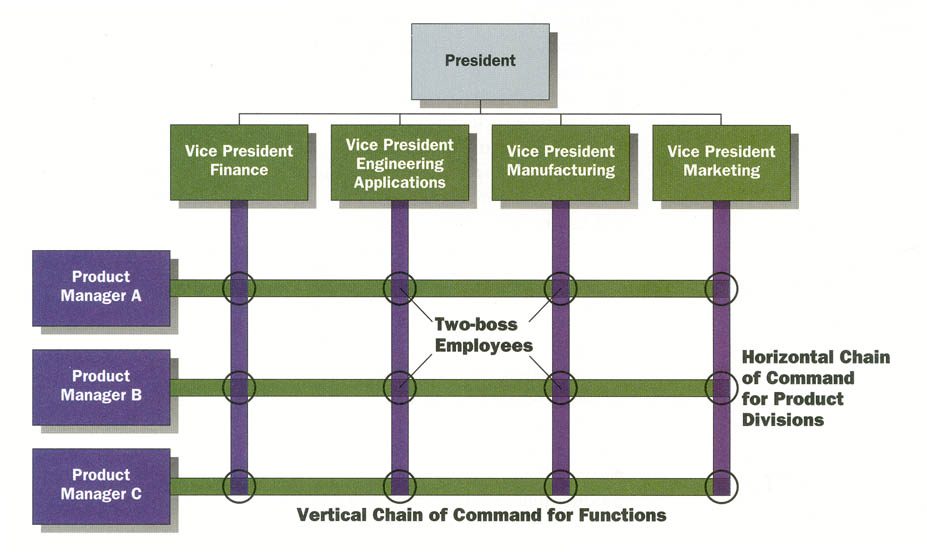 President
Vice President
Finance
Vice President
Engineering
Applications
Vice President
Manufacturing
Vice President
Marketing
Product
Manager A
Two-boss
Employees
Product
Manager B
Horizontal Chain
of Command
for Product
Divisions
Product
Manager C
Vertical Chain of Command for Functions